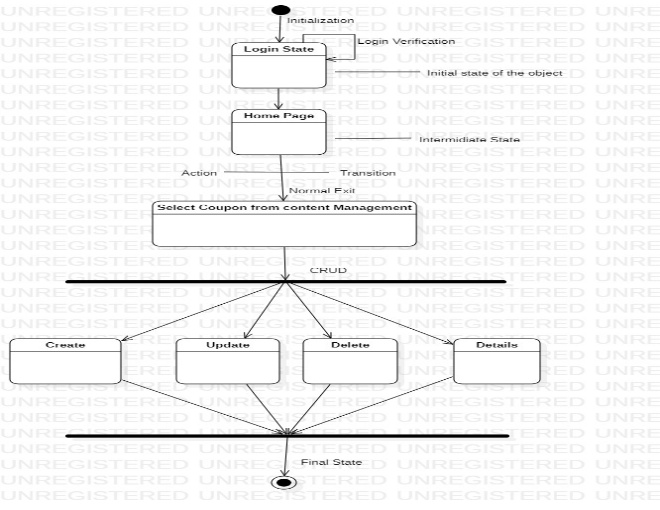 Initialization
Login State
Login Verification
Initial state of the object
Home Page
Intermidiate State
Action
Transition
Normal Exit
Select Coupon from content Management
CRUD
Create
Update
Delete
Details
Final State
UNREGISTERED